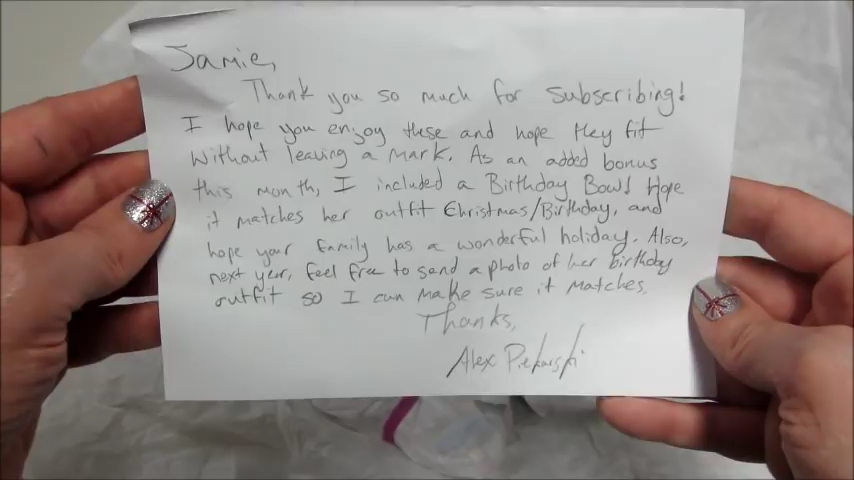 Jamie,
Thank you so much for subscribing!
I hope you enjoy these and hope they fit
without leaving a mark. As an added bonus
this month, I included a Birthday Bow! Hope
it matches her outfit Christmas/Birthday, and
hope your family has a wonderful holiday. Also,
next year, feel free to send a photo of her birthday
outfit so I can make sure it matches.
Thanks,
Alex Piekarski